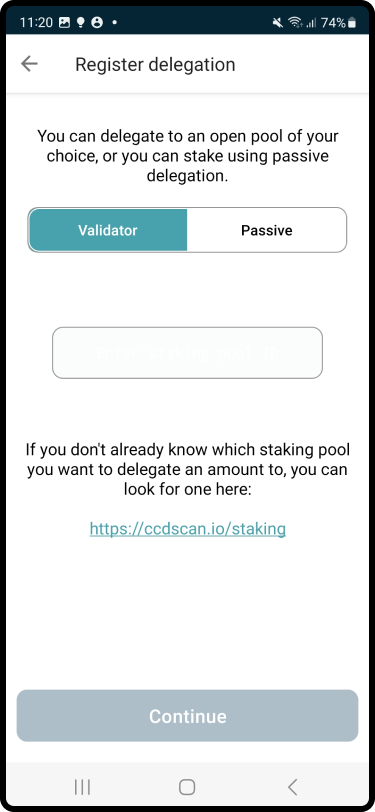 11:20
74%
Register delegation
You can delegate to an open pool of your
choice, or you can stake using passive
delegation.
Validator
Passive
If you don't already know which staking pool
you want to delegate an amount to, you can
look for one here:
https://ccdscan.io/staking
Continue